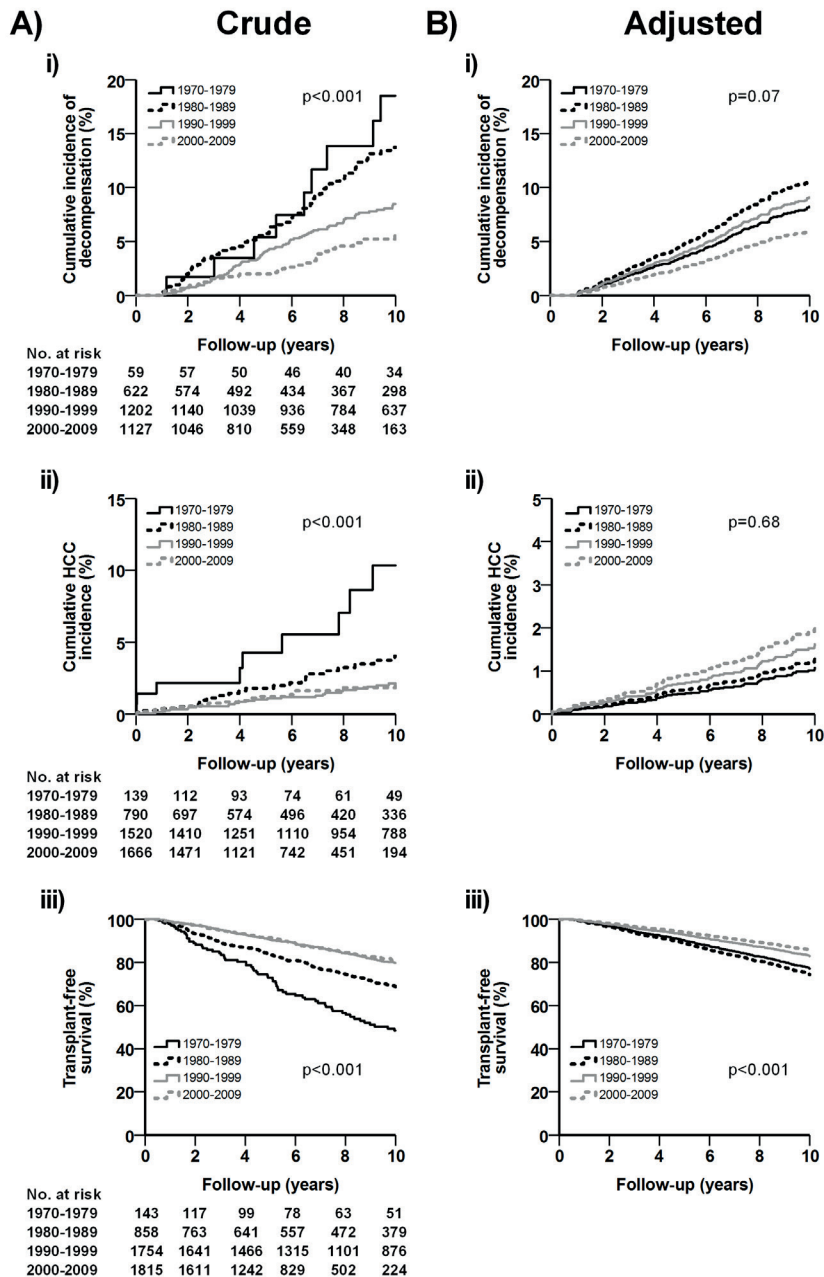 A) Crude
B) Adjusted
i)
20
15
10
5
0
Cumulative incidence of
decompensation (%)
1970-1979
1980-1989
1990-1999
2000-2009
p<0.001
0 2 4 6 8 10
Follow-up (years)
No. at risk
1970-1979 59 57 50 46 40 34
1980-1989 622 574 492 434 367 298
1990-1999 1202 1140 1039 936 784 637
2000-2009 1127 1046 810 559 348 163
i)
20
15
10
5
0
Cumulative incidence of
decompensation (%)
1970-1979
1980-1989
1990-1999
2000-2009
p=0.07
0 2 4 6 8 10
Follow-up (years)
ii)
15
10
5
0
Cumulative HCC
incidence (%)
1970-1979
1980-1989
1990-1999
2000-2009
p<0.001
0 2 4 6 8 10
Follow-up (years)
No. at risk
1970-1979 139 112 93 74 61 49
1980-1989 790 697 574 496 420 336
1990-1999 1520 1410 1251 1110 954 788
2000-2009 1666 1471 1121 742 451 194
ii)
5
4
3
2
1
0
Cumulative HCC
incidence (%)
1970-1979
1980-1989
1990-1999
2000-2009
p=0.68
0 2 4 6 8 10
Follow-up (years)
iii)
100
80
60
40
20
0
Transplant-free
survival (%)
1970-1979
1980-1989
1990-1999
2000-2009
p<0.001
0 2 4 6 8 10
Follow-up (years)
No. at risk
1970-1979 143 117 99 78 63 51
1980-1989 858 763 641 557 472 379
1990-1999 1754 1641 1466 1315 1101 876
2000-2009 1815 1611 1242 829 502 224
iii)
100
80
60
40
20
0
Transplant-free
survival (%)
1970-1979
1980-1989
1990-1999
2000-2009
p<0.001
0 2 4 6 8 10
Follow-up (years)